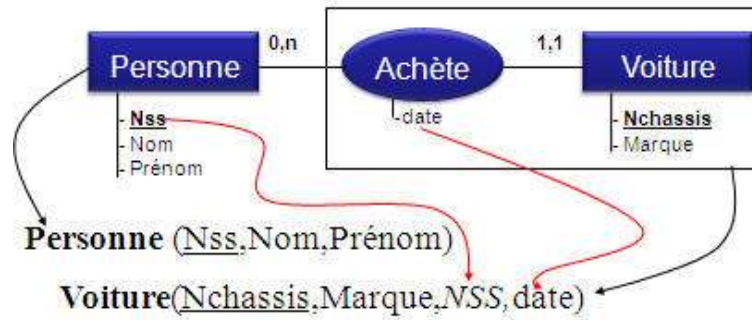 0,n
1,1
Personne
Achète
Voiture
- Nss
- Nom
- Prénom
-date
- Nchassis
- Marque
Personne (Nss,Nom,Prénom)
Voiture(Nchassis,Marque,NSS,date)